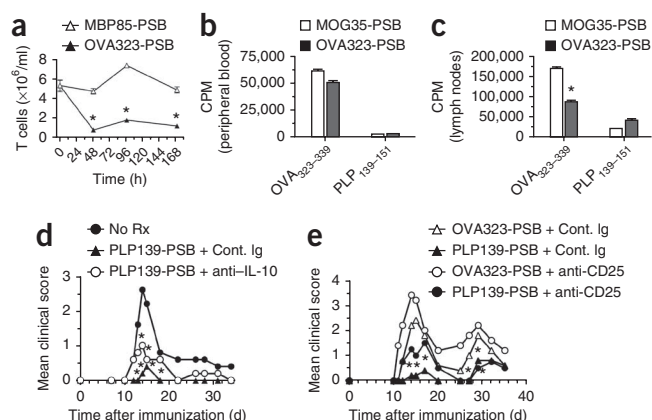 a
MBP85-PSB
OVA323-PSB
T cells (×10⁶/ml)
8
6
4
2
0
*
*
*
0
24
48
72
96
120
144
168
Time (h)
b
MOG35-PSB
OVA323-PSB
CPM
(peripheral blood)
75,000
50,000
25,000
0
OVA₃₂₃₋₃₃₉
PLP₁₃₉₋₁₅₁
c
MOG35-PSB
OVA323-PSB
CPM
(lymph nodes)
200,000
150,000
100,000
50,000
0
*
OVA₃₂₃₋₃₃₉
PLP₁₃₉₋₁₅₁
d
No Rx
PLP139-PSB + Cont. Ig
PLP139-PSB + anti–IL-10
Mean clinical score
3
2
1
0
0
10
20
30
Time after immunization (d)
e
OVA323-PSB + Cont. Ig
PLP139-PSB + Cont. Ig
OVA323-PSB + anti-CD25
PLP139-PSB + anti-CD25
Mean clinical score
4
3
2
1
0
0
10
20
30
40
Time after immunization (d)